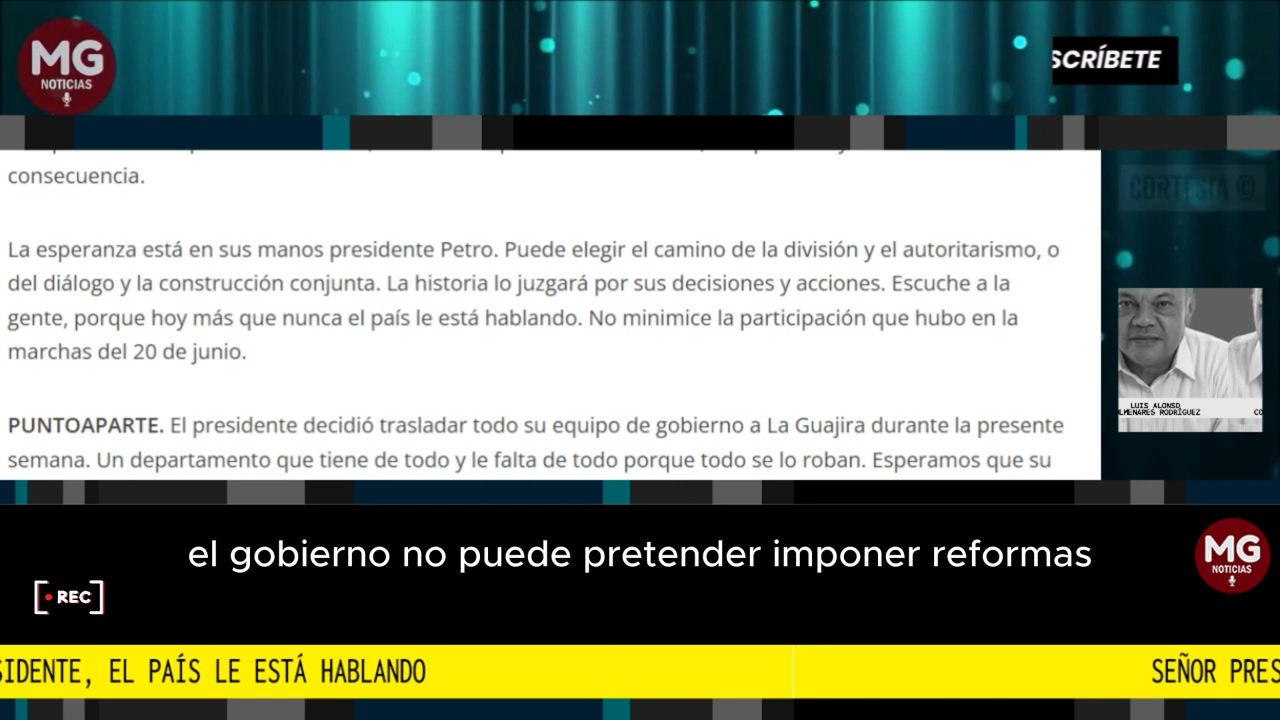 MG
NOTICIAS
SCRÍBETE
consecuencia.
CORTESIA ©
La esperanza está en sus manos presidente Petro. Puede elegir el camino de la división y el autoritarismo, o
del diálogo y la construcción conjunta. La historia lo juzgará por sus decisiones y acciones. Escuche a la
gente, porque hoy más que nunca el país le está hablando. No minimice la participación que hubo en la
marchas del 20 de junio.
LUIS ALONSO
OLMENARES RODRÍGUEZ
CO
PUNTOAPARTE. El presidente decidió trasladar todo su equipo de gobierno a La Guajira durante la presente
semana. Un departamento que tiene de todo y le falta de todo porque todo se lo roban. Esperamos que su
el gobierno no puede pretender imponer reformas
MG
NOTICIAS
REC
SIDENTE, EL PAÍS LE ESTÁ HABLANDO
SEÑOR PRES